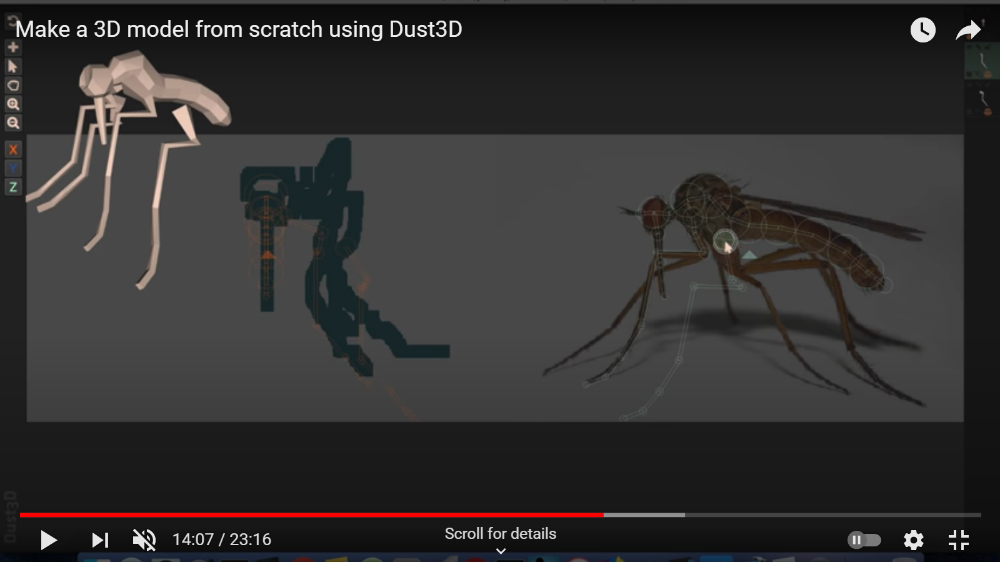 Make a 3D model from scratch using Dust3D
X
Y
Z
Dust3D
14:07 / 23:16
Scroll for details